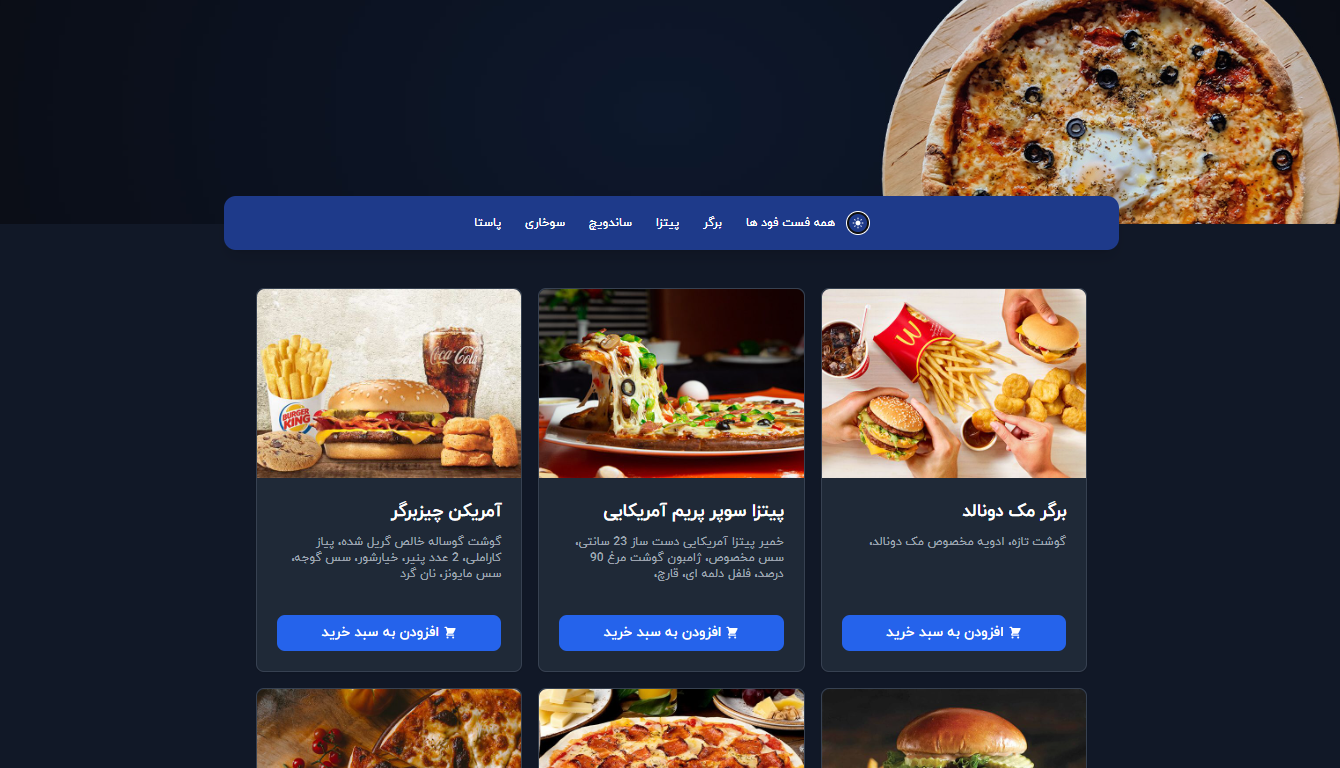 همه فست فود ها
برگر
پیتزا
ساندویچ
سوخاری
پاستا
برگر مک دونالد
گوشت تازه، ادویه مخصوص مک دونالد،
افزودن به سبد خرید
پیتزا سوپر پریم آمریکایی
خمیر پیتزا آمریکایی دست ساز 23 سانتی،
سس مخصوص، ژامبون گوشت مرغ 90
درصد، فلفل دلمه ای، قارچ،
افزودن به سبد خرید
Coca-Cola
BURGER
KING
آمریکن چیزبرگر
گوشت گوساله خالص گریل شده، پیاز
کاراملی، 2 عدد پنیر، خیارشور، سس گوجه،
سس مایونز، نان گرد
افزودن به سبد خرید